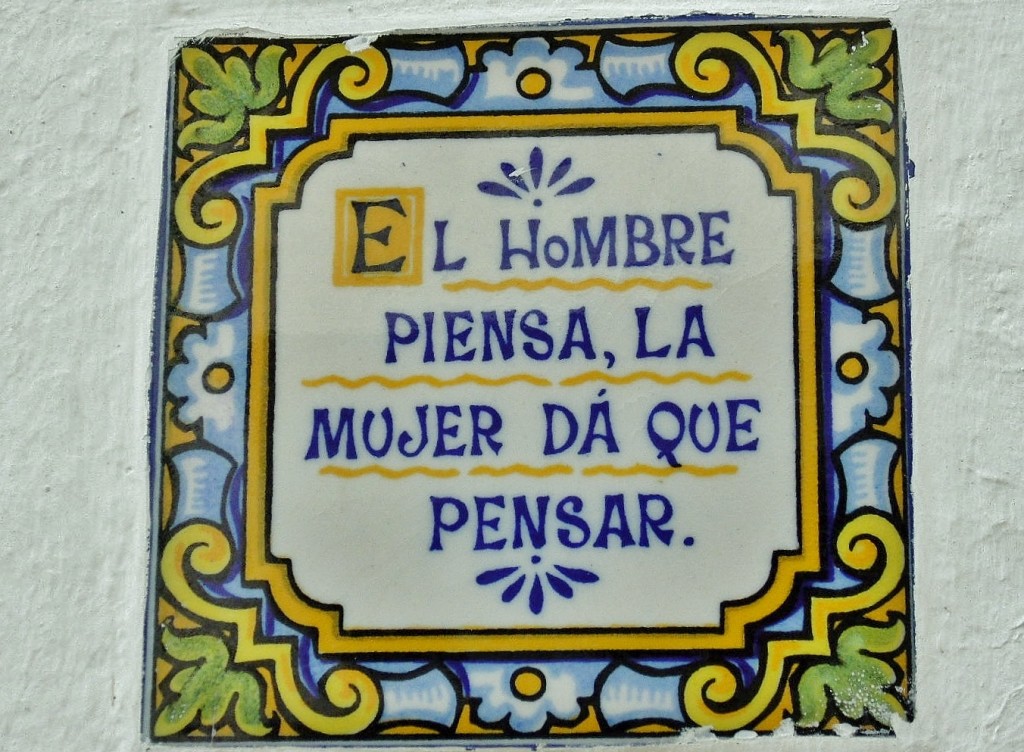 EL HoMBRE
PIENSA, LA
MUJER DÁ QUE
PENSAR.